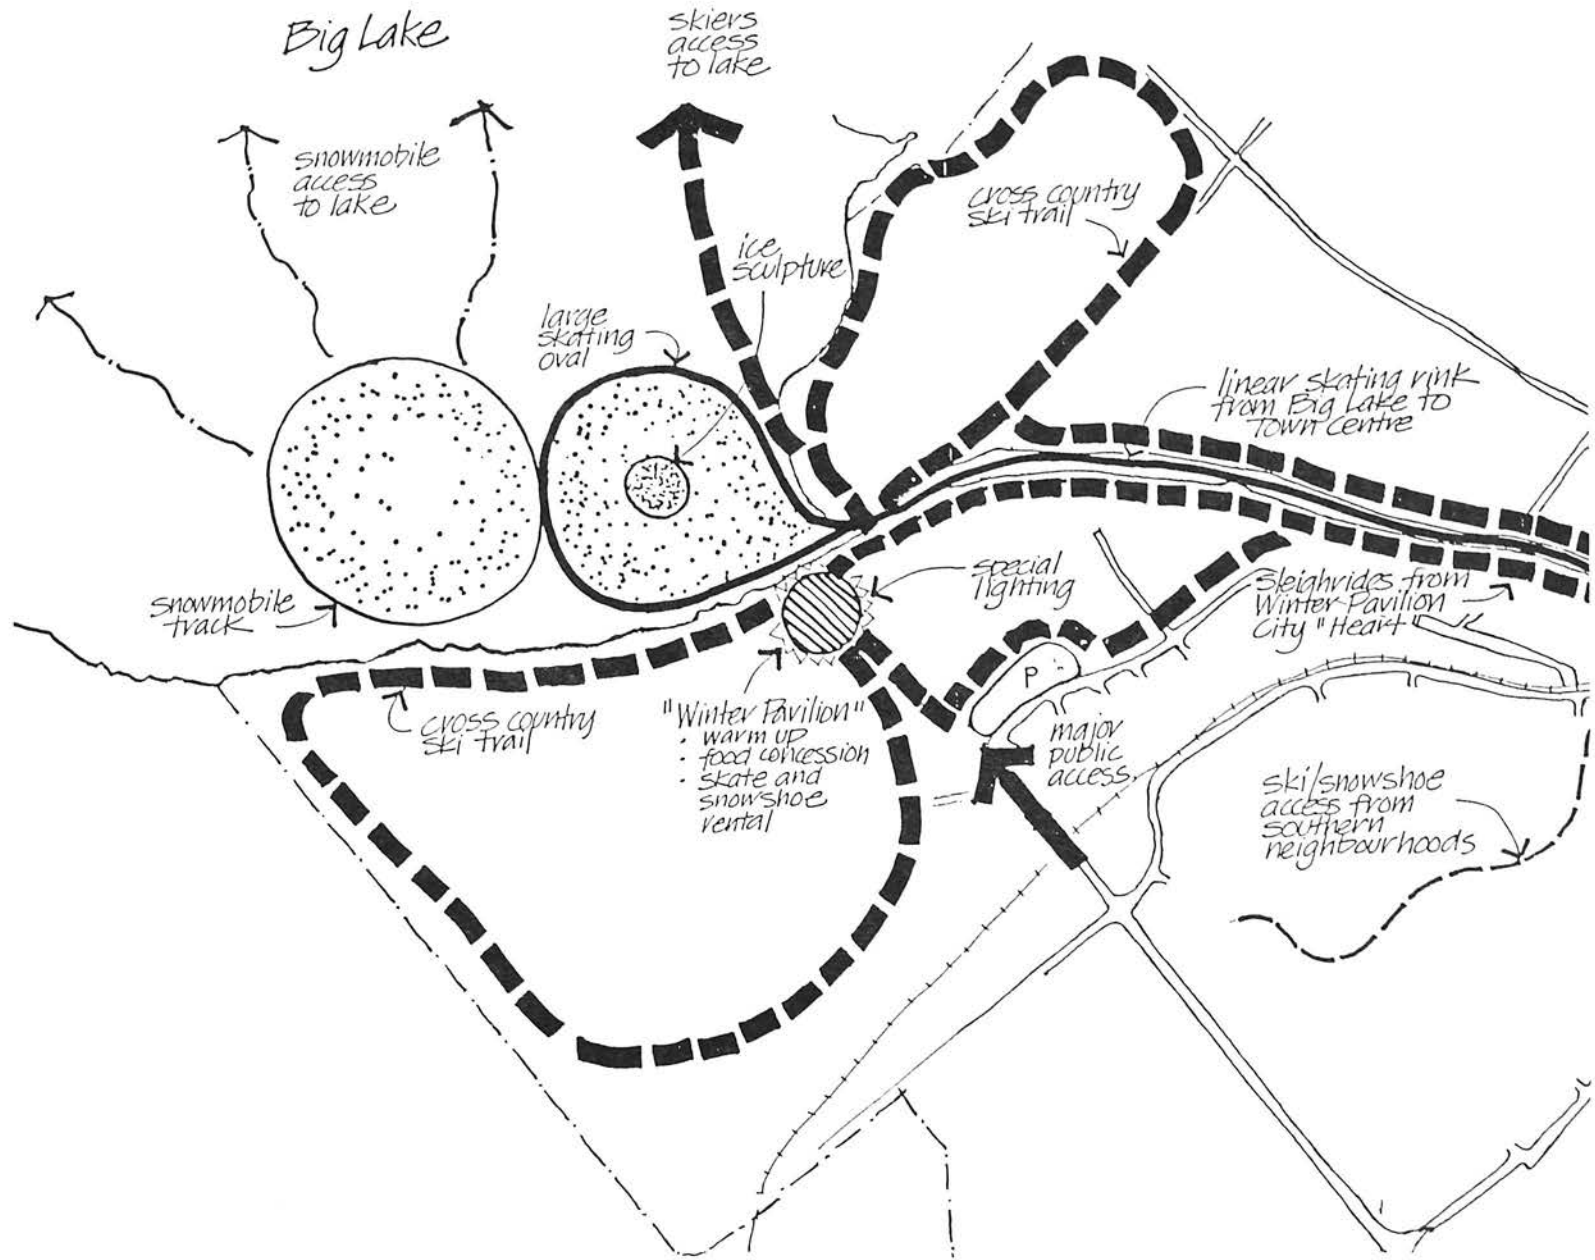 Big Lake
skiers
access
to lake
snowmobile
access
to lake
cross country
ski trail
ice
sculpture
large
skating
oval
linear skating rink
from Big Lake to
Town Centre
special
lighting
sleighrides from
Winter Pavilion
City "Heart"
snowmobile
track
P
cross country
ski trail
"Winter Pavilion"
· warm up
· food concession
· skate and
snowshoe
rental
major
public
access
ski/snowshoe
access from
southern
neighbourhoods